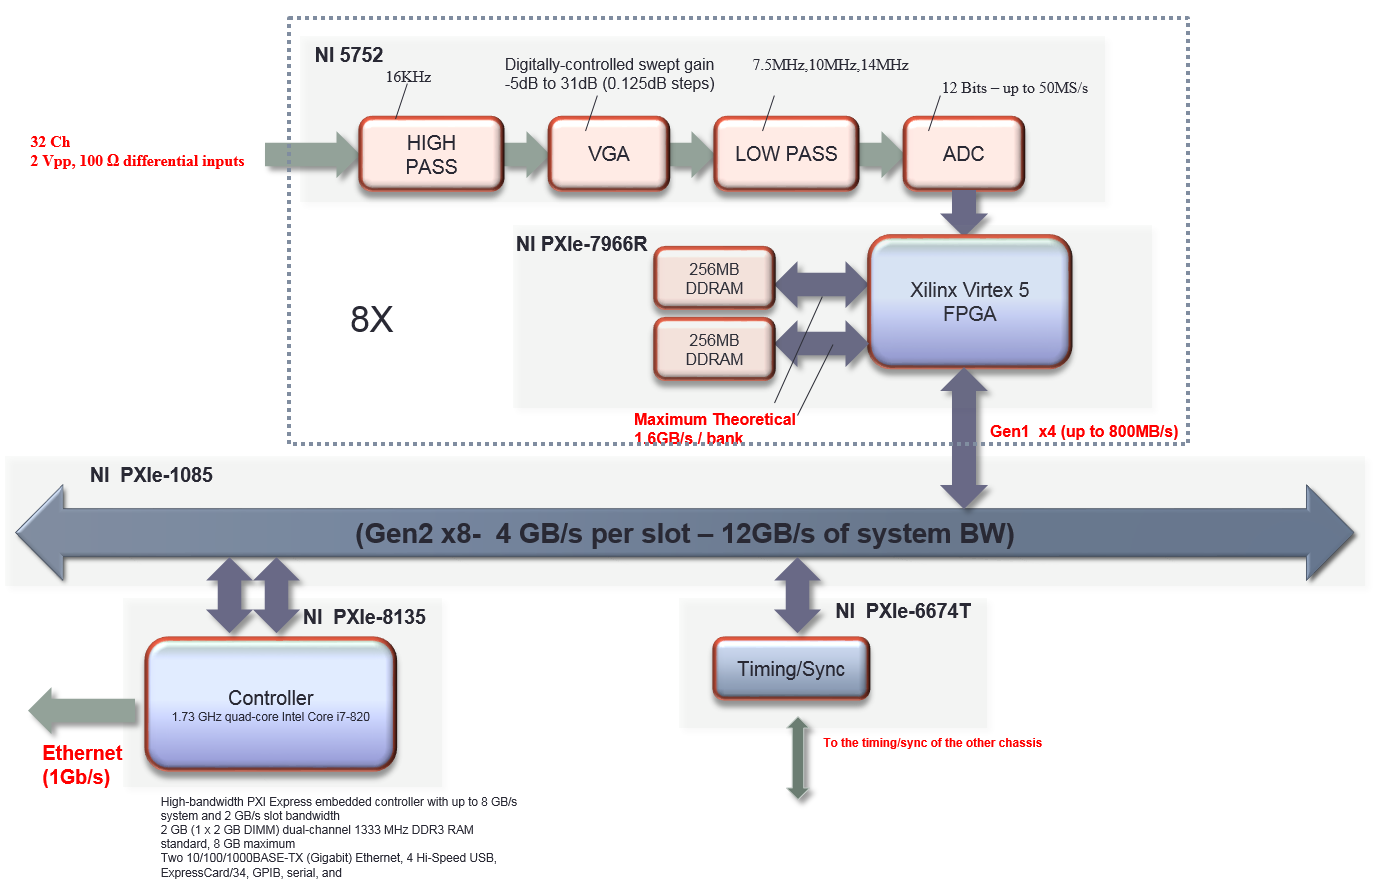 NI 5752
16KHz
Digitally-controlled swept gain
-5dB to 31dB (0.125dB steps)
7.5MHz,10MHz,14MHz
12 Bits – up to 50MS/s
32 Ch
2 Vpp, 100 Ω differential inputs
HIGH
PASS
VGA
LOW PASS
ADC
NI PXIe-7966R
256MB
DDRAM
256MB
DDRAM
Xilinx Virtex 5
FPGA
8X
Maximum Theoretical
1.6GB/s / bank
Gen1 x4 (up to 800MB/s)
NI PXIe-1085
(Gen2 x8- 4 GB/s per slot – 12GB/s of system BW)
NI PXIe-8135
Controller
1.73 GHz quad-core Intel Core i7-820
NI PXIe-6674T
Timing/Sync
Ethernet
(1Gb/s)
To the timing/sync of the other chassis
High-bandwidth PXI Express embedded controller with up to 8 GB/s
system and 2 GB/s slot bandwidth
2 GB (1 x 2 GB DIMM) dual-channel 1333 MHz DDR3 RAM
standard, 8 GB maximum
Two 10/100/1000BASE-TX (Gigabit) Ethernet, 4 Hi-Speed USB,
ExpressCard/34, GPIB, serial, and